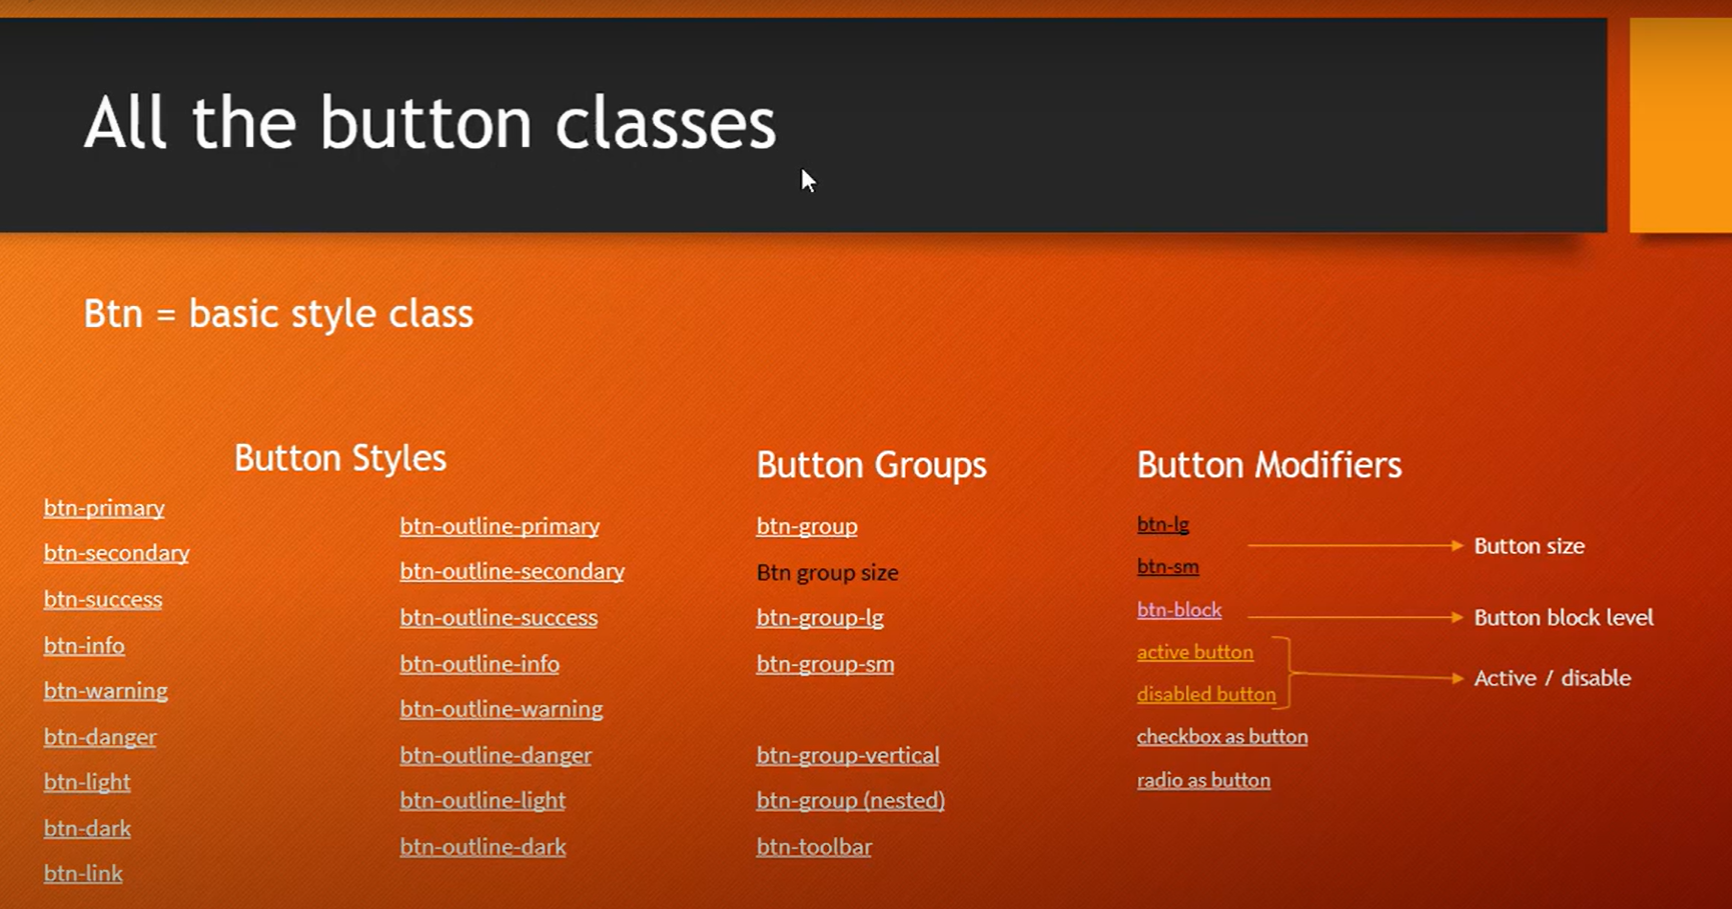 All the button classes
Btn = basic style class
Button Styles
btn-primary
btn-secondary
btn-success
btn-info
btn-warning
btn-danger
btn-light
btn-dark
btn-link
btn-outline-primary
btn-outline-secondary
btn-outline-success
btn-outline-info
btn-outline-warning
btn-outline-danger
btn-outline-light
btn-outline-dark
Button Groups
btn-group
Btn group size
btn-group-lg
btn-group-sm
btn-group-vertical
btn-group (nested)
btn-toolbar
Button Modifiers
btn-lg
btn-sm
btn-block
active button
disabled button
checkbox as button
radio as button
Button size
Button block level
Active / disable